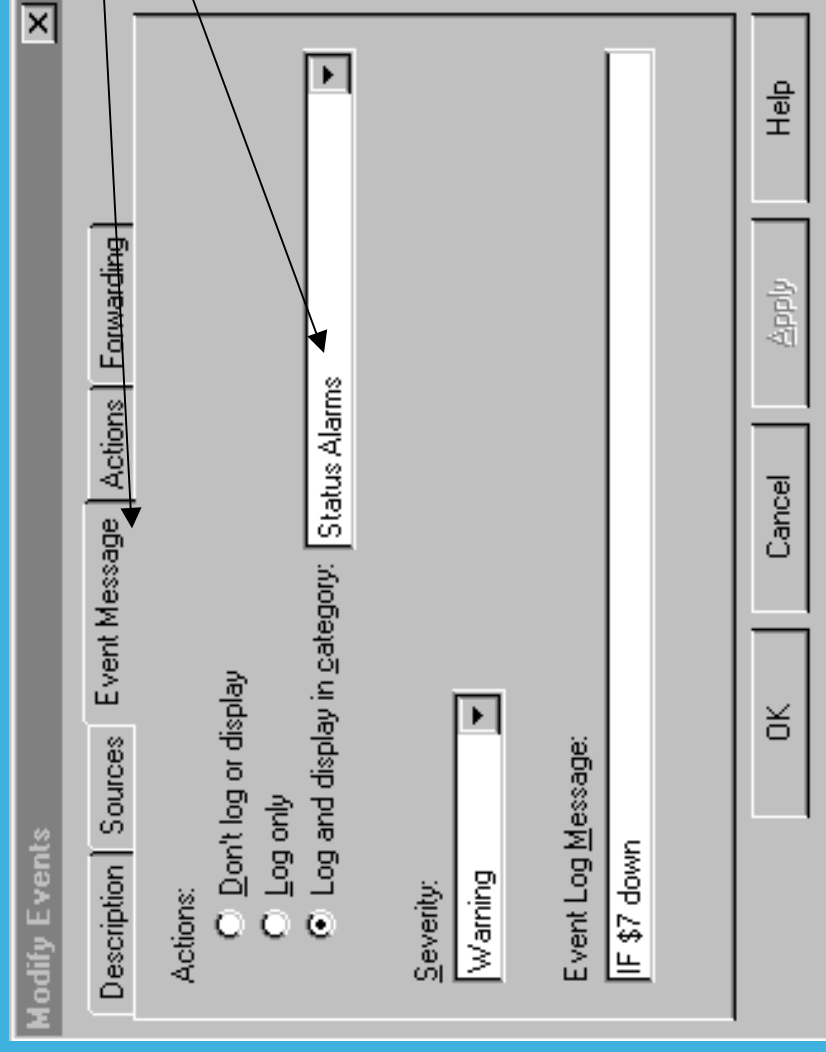 Modify Events
Description Sources Event Message Actions Forwarding
Actions:
Don't log or display
Log only
Log and display in category: Status Alarms
Severity:
Warning
Event Log Message:
IF $7 down
OK Cancel Apply Help